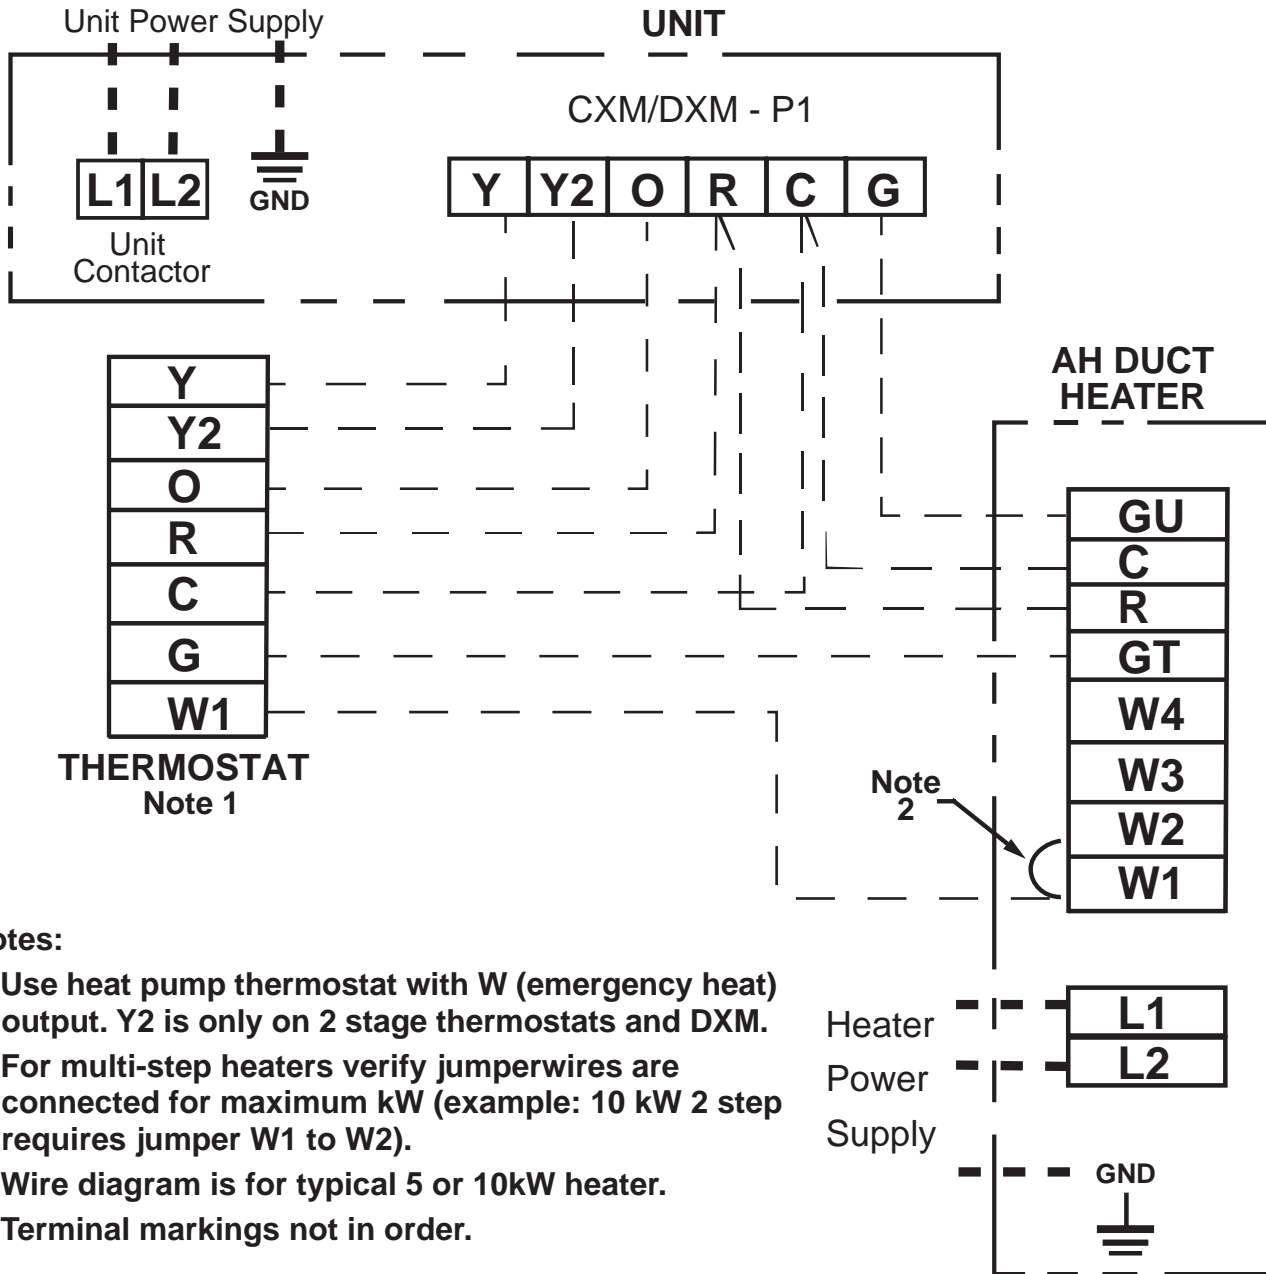 Unit Power Supply
UNIT
CXM/DXM - P1
L1 L2
GND
Y Y2 O R C G
Unit
Contactor
Y
Y2
O
R
C
G
W1
THERMOSTAT
Note 1
AH DUCT
HEATER
GU
C
R
GT
W4
W3
W2
W1
Note
2
otes:
Use heat pump thermostat with W (emergency heat)
output. Y2 is only on 2 stage thermostats and DXM.
For multi-step heaters verify jumperwires are
connected for maximum kW (example: 10 kW 2 step
requires jumper W1 to W2).
Wire diagram is for typical 5 or 10kW heater.
Terminal markings not in order.
Heater
Power
Supply
L1
L2
GND